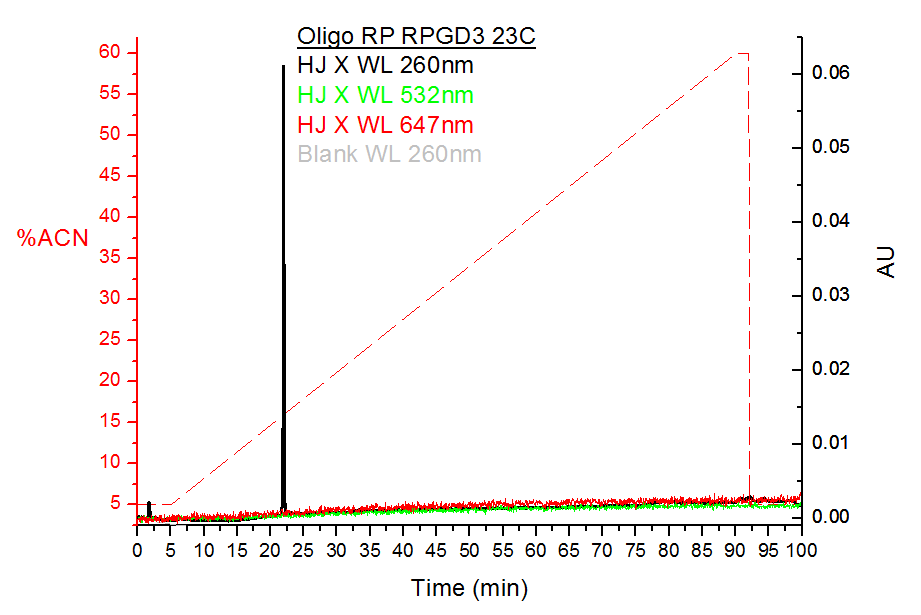 Oligo RP RPGD3 23C
HJ X WL 260nm
HJ X WL 532nm
HJ X WL 647nm
Blank WL 260nm
%ACN
60
55
50
45
40
35
30
25
20
15
10
5
AU
0.06
0.05
0.04
0.03
0.02
0.01
0.00
0 5 10 15 20 25 30 35 40 45 50 55 60 65 70 75 80 85 90 95 100
Time (min)